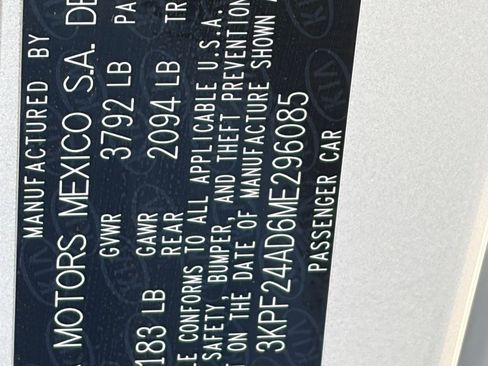 MANUFACTURED BY
MOTORS MEXICO S.A. DE
GVWR 3792 LB PA
183 LB GAWR REAR 2094 LB TR
LE CONFORMS TO ALL APPLICABLE U.S.A.
SAFETY, BUMPER, AND THEFT PREVENTION
ON THE DATE OF MANUFACTURE SHOWN
3KPF24AD6ME296085
PASSENGER CAR